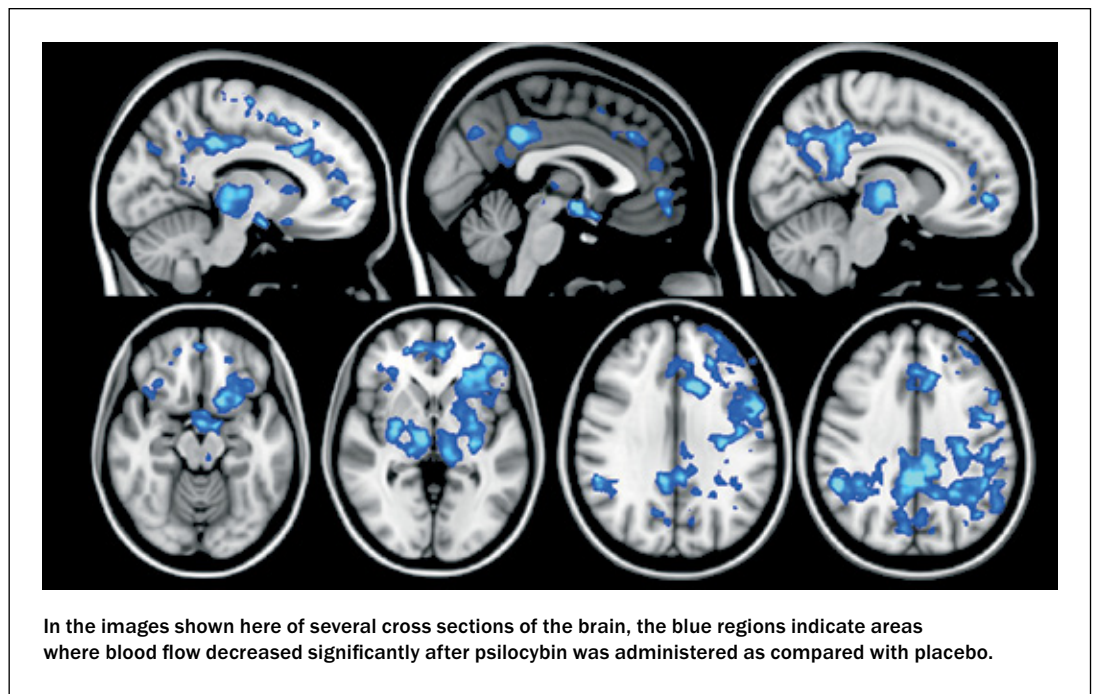 In the images shown here of several cross sections of the brain, the blue regions indicate areas
where blood flow decreased significantly after psilocybin was administered as compared with placebo.